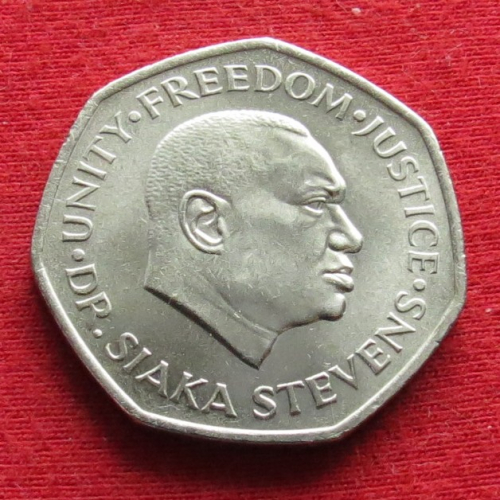 ·UNITY·FREEDOM·JUSTICE·
DR. SIAKA STEVENS